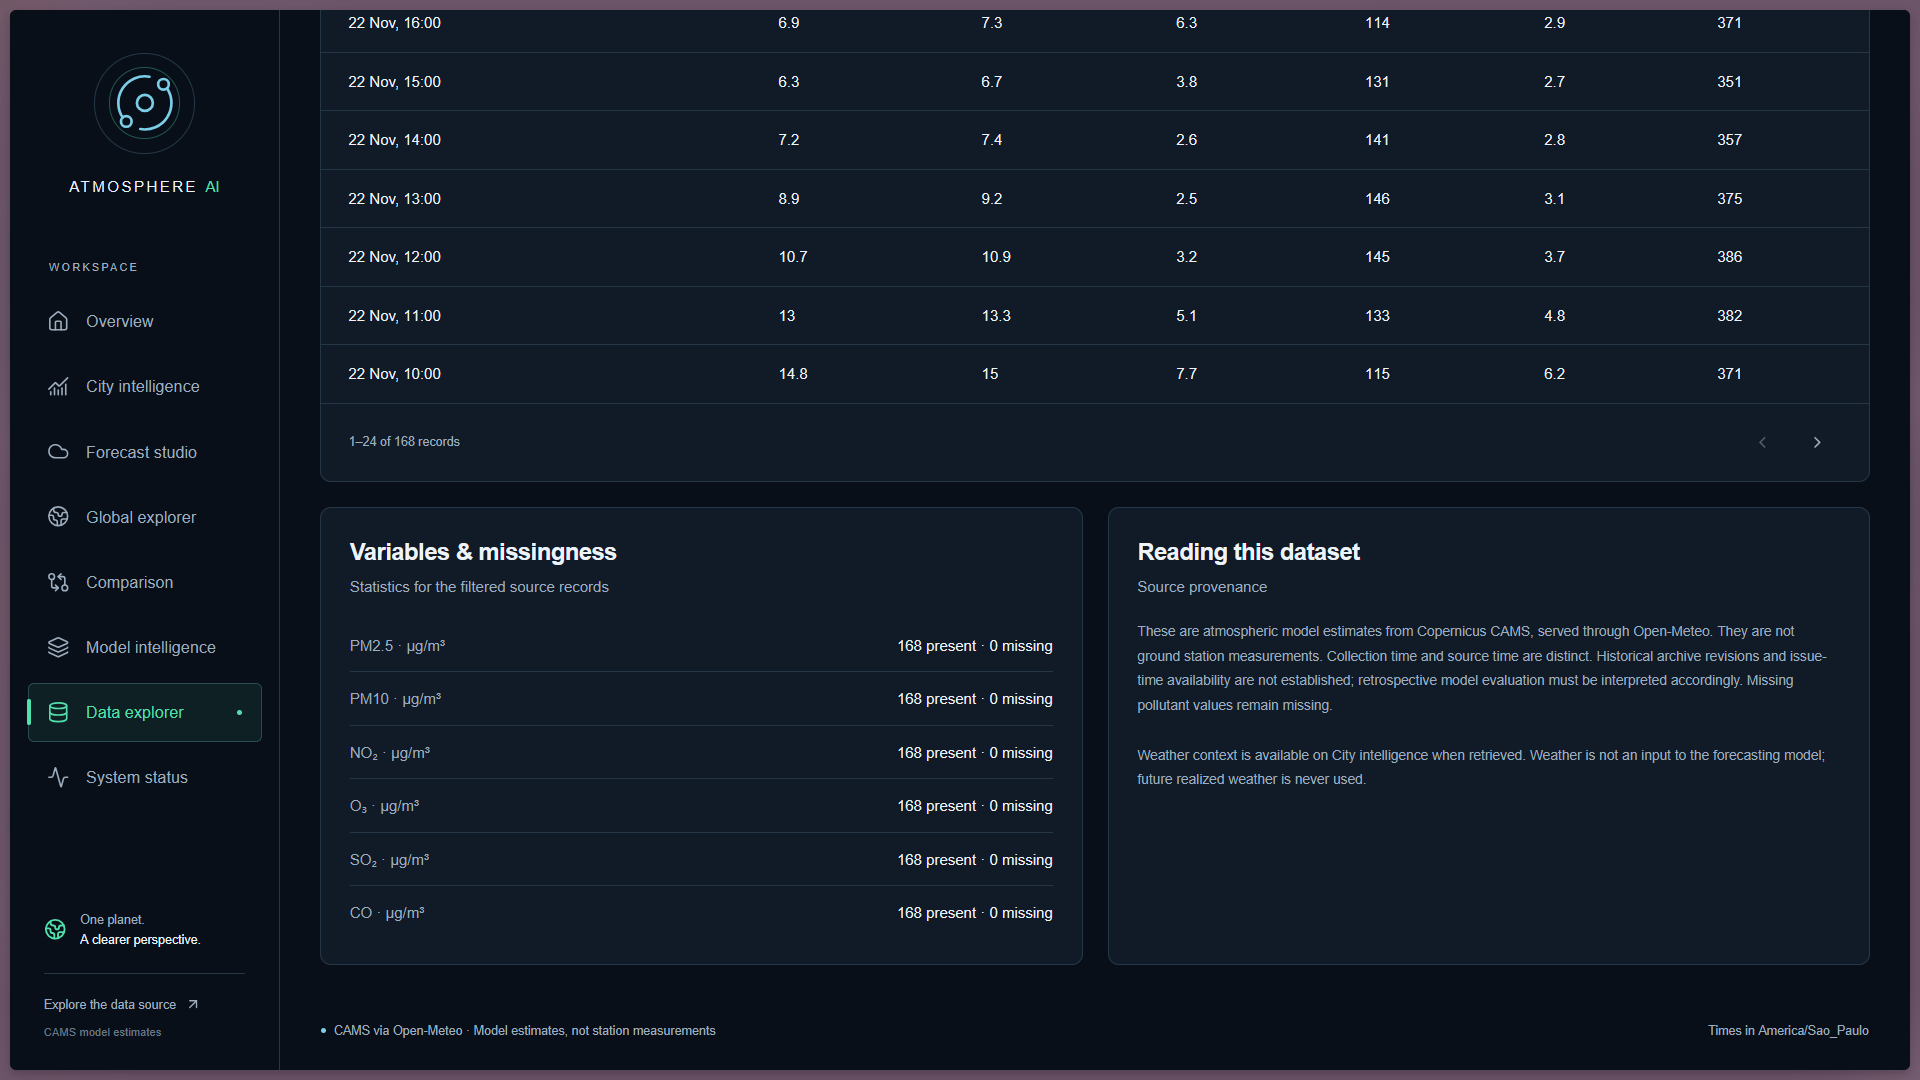 ATMOSPHERE AI
WORKSPACE
Overview
City intelligence
Forecast studio
Global explorer
Comparison
Model intelligence
Data explorer
System status
One planet.
A clearer perspective.
Explore the data source
CAMS model estimates
22 Nov, 16:00 6.9 7.3 6.3 114 2.9 371
22 Nov, 15:00 6.3 6.7 3.8 131 2.7 351
22 Nov, 14:00 7.2 7.4 2.6 141 2.8 357
22 Nov, 13:00 8.9 9.2 2.5 146 3.1 375
22 Nov, 12:00 10.7 10.9 3.2 145 3.7 386
22 Nov, 11:00 13 13.3 5.1 133 4.8 382
22 Nov, 10:00 14.8 15 7.7 115 6.2 371
1–24 of 168 records
Variables & missingness
Statistics for the filtered source records
PM2.5 · µg/m³ 168 present · 0 missing
PM10 · µg/m³ 168 present · 0 missing
NO₂ · µg/m³ 168 present · 0 missing
O₃ · µg/m³ 168 present · 0 missing
SO₂ · µg/m³ 168 present · 0 missing
CO · µg/m³ 168 present · 0 missing
Reading this dataset
Source provenance
These are atmospheric model estimates from Copernicus CAMS, served through Open-Meteo. They are not
ground station measurements. Collection time and source time are distinct. Historical archive revisions and issue-
time availability are not established; retrospective model evaluation must be interpreted accordingly. Missing
pollutant values remain missing.
Weather context is available on City intelligence when retrieved. Weather is not an input to the forecasting model;
future realized weather is never used.
CAMS via Open-Meteo · Model estimates, not station measurements
Times in America/Sao_Paulo